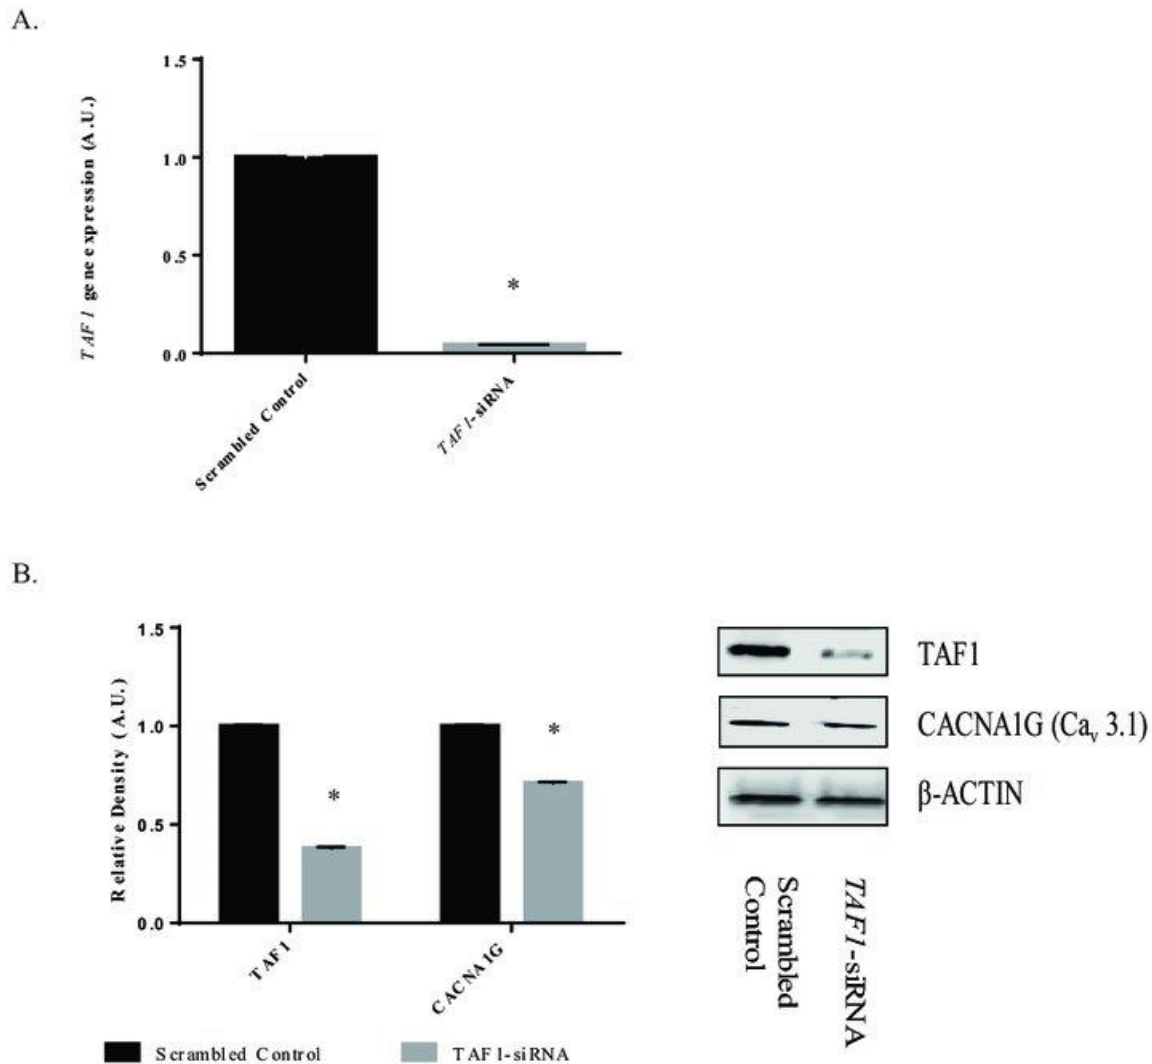 A.
TAF1 gene expression (A.U.)
1.5
1.0
0.5
0.0
*
Scrambled Control
TAF1-siRNA
B.
Relative Density (A.U.)
1.5
1.0
0.5
0.0
*
*
TAF1
CACNA1G
Scrambled Control
TAF1-siRNA
TAF1
CACNA1G (Cav 3.1)
β-ACTIN
Scrambled
Control
TAF1-siRNA